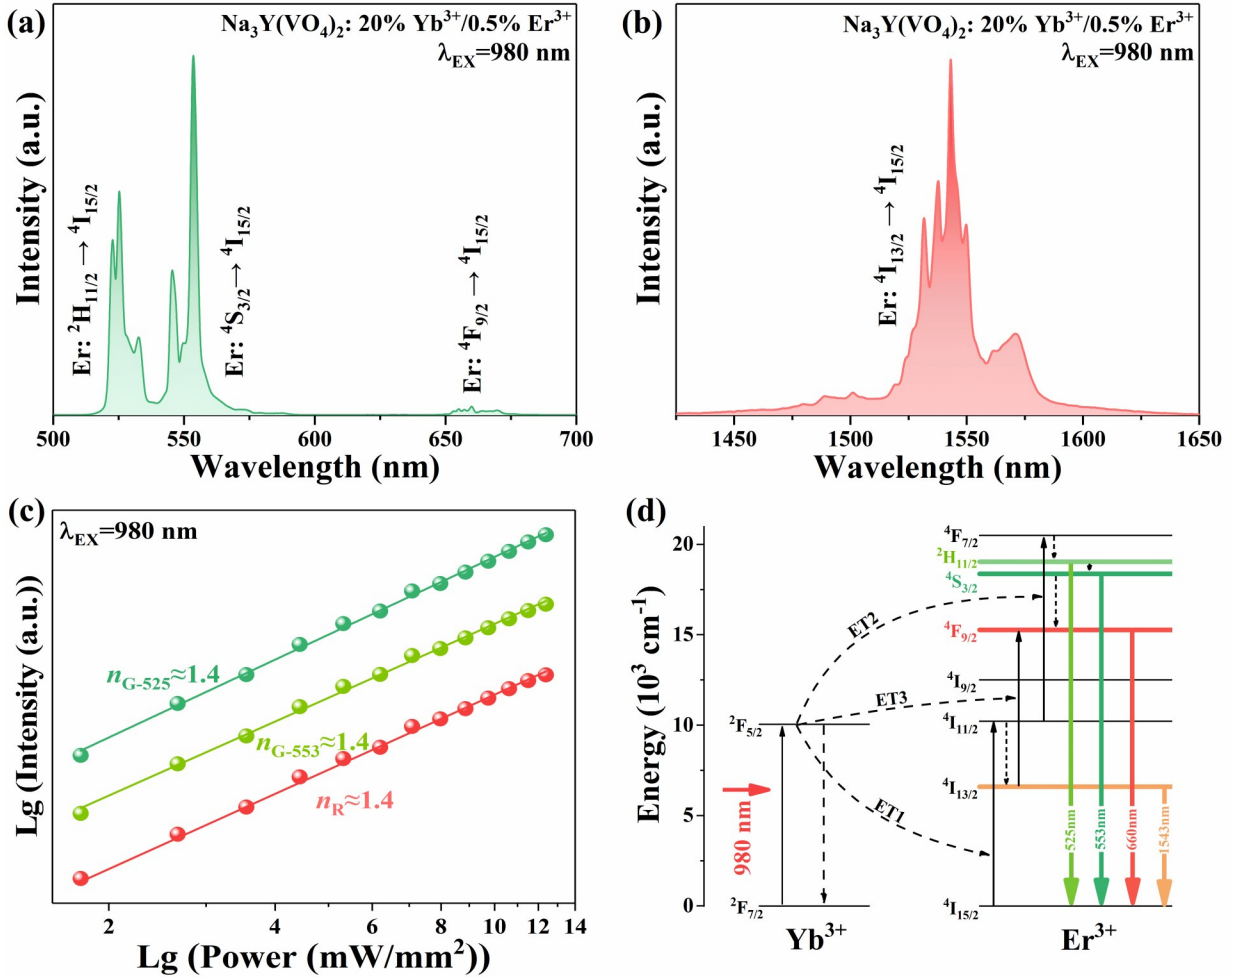 (a)
Na₃Y(VO₄)₂: 20% Yb³⁺/0.5% Er³⁺
λEX=980 nm
Intensity (a.u.)
Er: ²H₁₁/₂ → ⁴I₁₅/₂
Er: ⁴S₃/₂→ ⁴I₁₅/₂
Er: ⁴F₉/₂ → ⁴I₁₅/₂
500 550 600 650 700
Wavelength (nm)
(b)
Na₃Y(VO₄)₂: 20% Yb³⁺/0.5% Er³⁺
λEX=980 nm
Intensity (a.u.)
Er: ⁴I₁₃/₂ → ⁴I₁₅/₂
1450 1500 1550 1600 1650
Wavelength (nm)
(c)
λEX=980 nm
Lg (Intensity (a.u.))
nG-525≈1.4
nG-553≈1.4
nR≈1.4
2 4 6 8 10 12 14
Lg (Power (mW/mm²))
(d)
Energy (10³ cm⁻¹)
20
15
10
5
0
980 nm
²F₅/₂
²F₇/₂
Yb³⁺
ET2
ET3
ET1
⁴F₇/₂
²H₁₁/₂
⁴S₃/₂
⁴F₉/₂
⁴I₉/₂
⁴I₁₁/₂
⁴I₁₃/₂
⁴I₁₅/₂
525nm
553nm
660nm
1543nm
Er³⁺